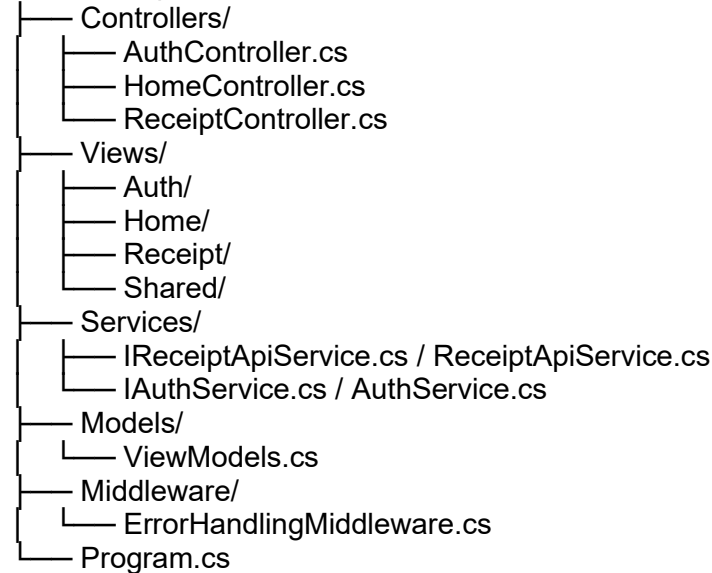 ├── Controllers/
│   ├── AuthController.cs
│   ├── HomeController.cs
│   └── ReceiptController.cs
├── Views/
│   ├── Auth/
│   ├── Home/
│   ├── Receipt/
│   └── Shared/
├── Services/
│   ├── IReceiptApiService.cs / ReceiptApiService.cs
│   └── IAuthService.cs / AuthService.cs
├── Models/
│   └── ViewModels.cs
├── Middleware/
│   └── ErrorHandlingMiddleware.cs
└── Program.cs